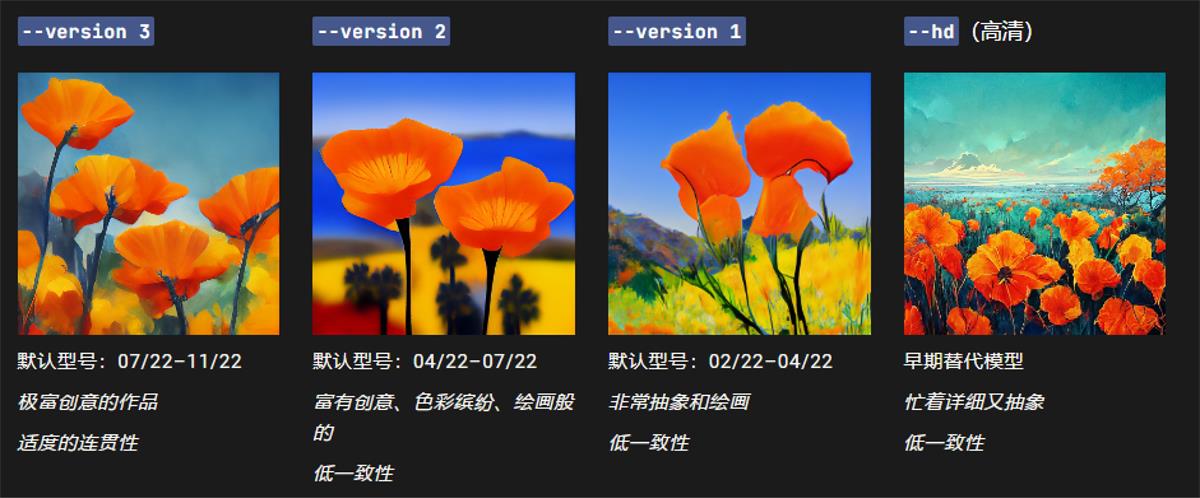 --version 3
默认型号：07/22-11/22
极富创意的作品
适度的连贯性
--version 2
默认型号：04/22-07/22
富有创意、色彩缤纷、绘画般
的
低一致性
--version 1
默认型号：02/22-04/22
非常抽象和绘画
低一致性
--hd（高清）
早期替代模型
忙着详细又抽象
低一致性